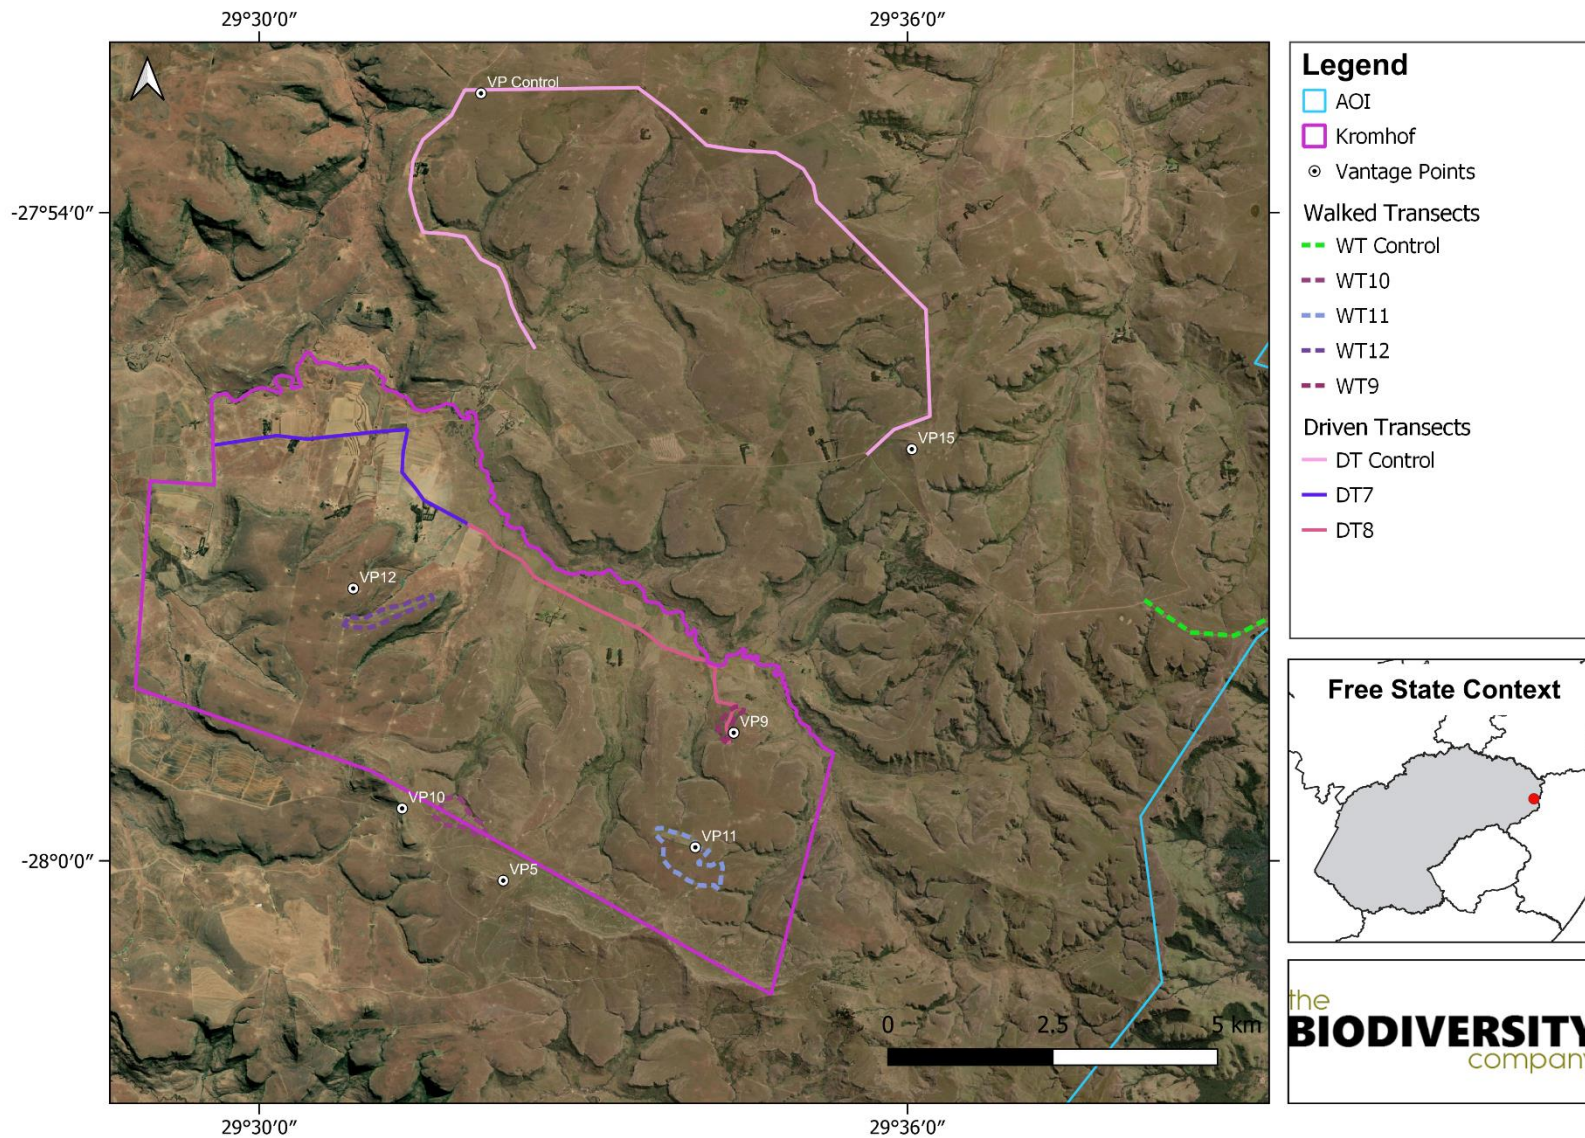 29°30′0″
29°36′0″
VP Control
-27°54′0″
VP15
VP12
VP9
VP10
VP11
-28°0′0″
VP5
0 2.5 5 km
29°30′0″
29°36′0″
Legend
AOI
Kromhof
Vantage Points
Walked Transects
WT Control
WT10
WT11
WT12
WT9
Driven Transects
DT Control
DT7
DT8
Free State Context
the
BIODIVERSITY
company